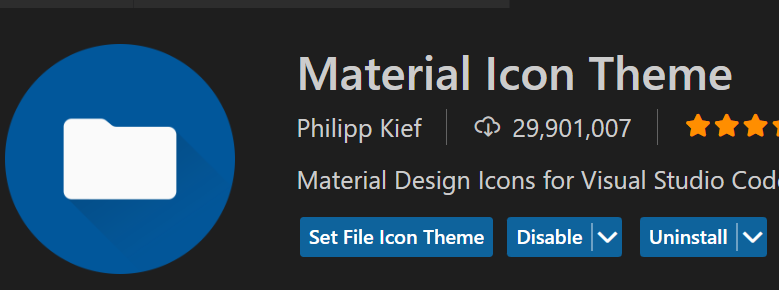 Material Icon Theme
Philipp Kief 29,901,007
Material Design Icons for Visual Studio Code
Set File Icon Theme Disable Uninstall